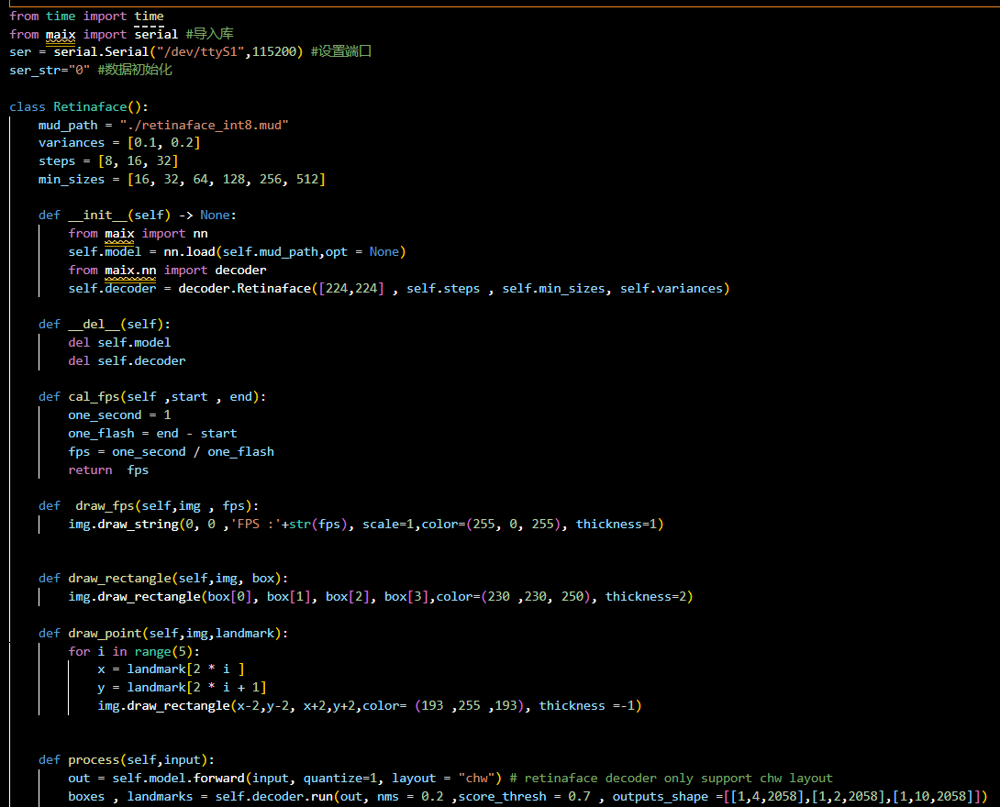 from time import time
from maix import serial #导入库
ser = serial.Serial("/dev/ttyS1",115200) #设置端口
ser_str="0" #数据初始化
class Retinaface():
mud_path = "./retinaface_int8.mud"
variances = [0.1, 0.2]
steps = [8, 16, 32]
min_sizes = [16, 32, 64, 128, 256, 512]
def __init__(self) -> None:
from maix import nn
self.model = nn.load(self.mud_path,opt = None)
from maix.nn import decoder
self.decoder = decoder.Retinaface([224,224] , self.steps , self.min_sizes, self.variances)
def __del__(self):
del self.model
del self.decoder
def cal_fps(self ,start , end):
one_second = 1
one_flash = end - start
fps = one_second / one_flash
return  fps
def  draw_fps(self,img , fps):
img.draw_string(0, 0 ,'FPS :'+str(fps), scale=1,color=(255, 0, 255), thickness=1)
def draw_rectangle(self,img, box):
img.draw_rectangle(box[0], box[1], box[2], box[3],color=(230 ,230, 250), thickness=2)
def draw_point(self,img,landmark):
for i in range(5):
x = landmark[2 * i ]
y = landmark[2 * i + 1]
img.draw_rectangle(x-2,y-2, x+2,y+2,color= (193 ,255 ,193), thickness =-1)
def process(self,input):
out = self.model.forward(input, quantize=1, layout = "chw") # retinaface decoder only support chw layout
boxes , landmarks = self.decoder.run(out, nms = 0.2 ,score_thresh = 0.7 , outputs_shape =[[1,4,2058],[1,2,2058],[1,10,2058]])